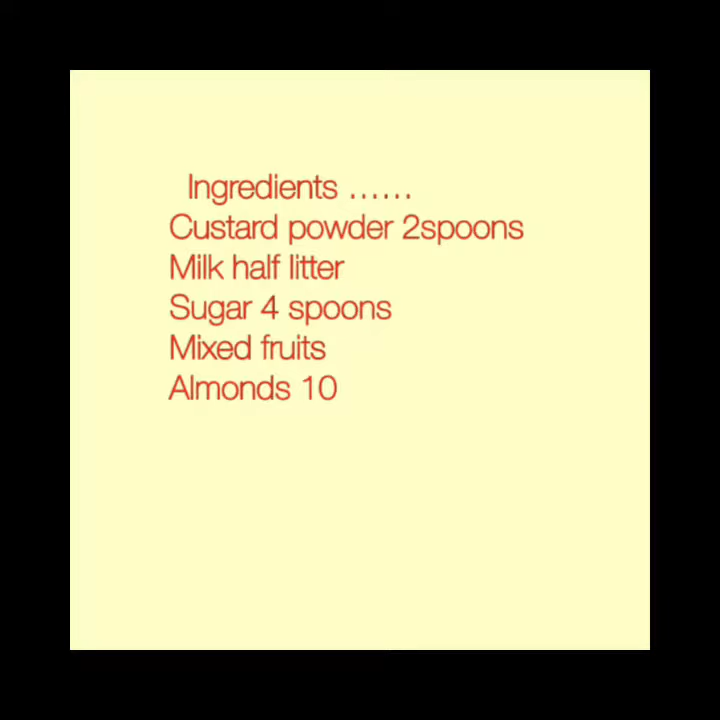 Ingredients ......
Custard powder 2spoons
Milk half litter
Sugar 4 spoons
Mixed fruits
Almonds 10